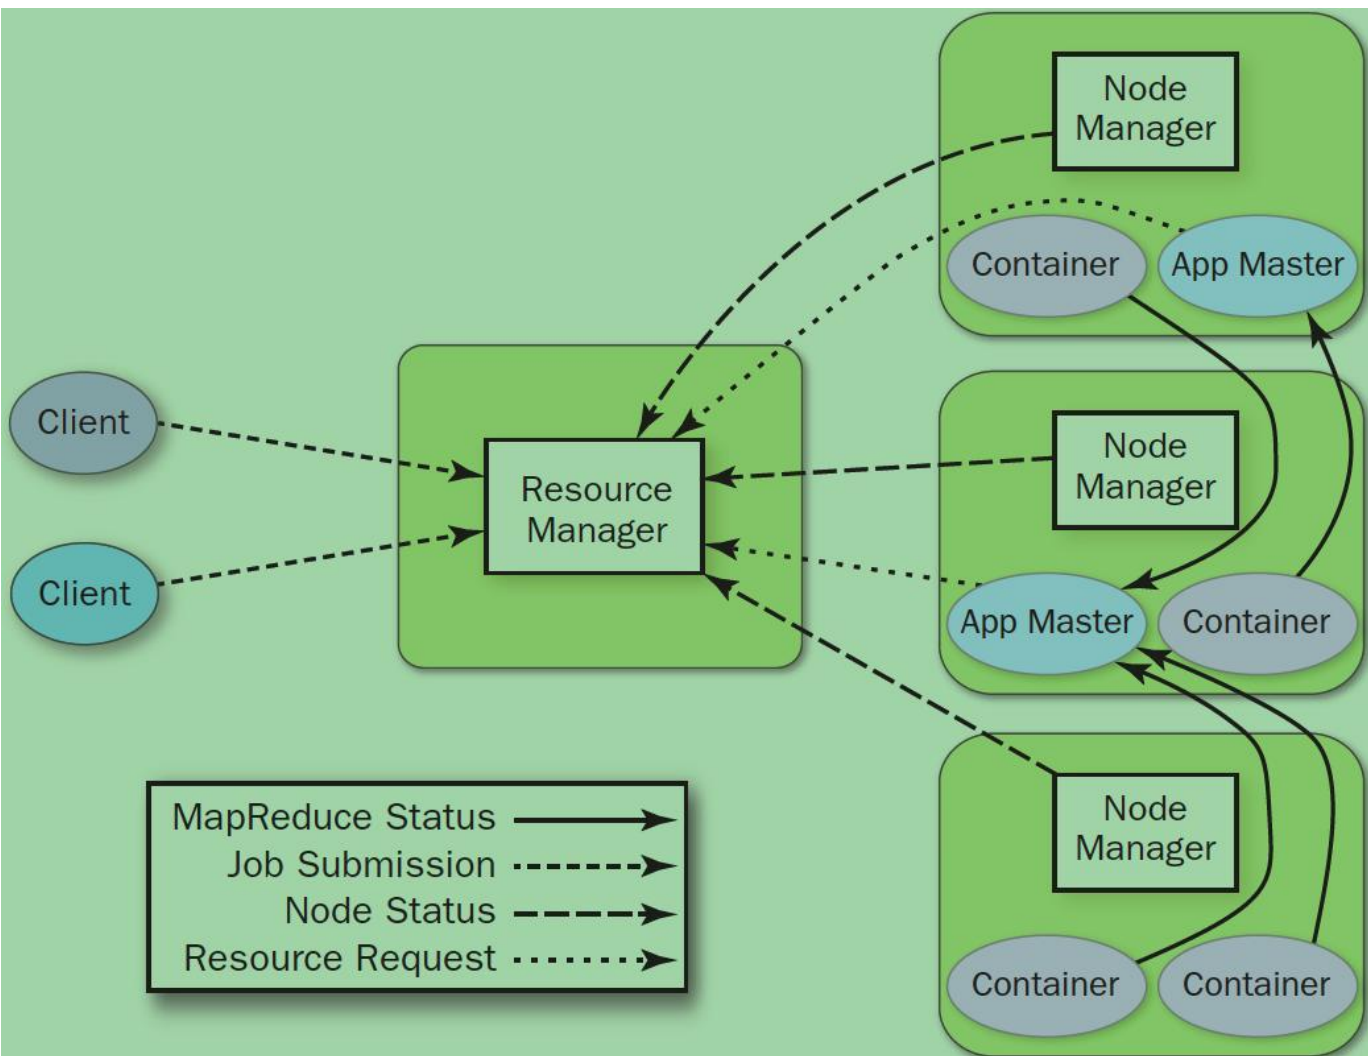 Node
Manager
Container
App Master
Client
Client
Resource
Manager
Node
Manager
App Master
Container
Node
Manager
Container
Container
MapReduce Status
Job Submission
Node Status
Resource Request